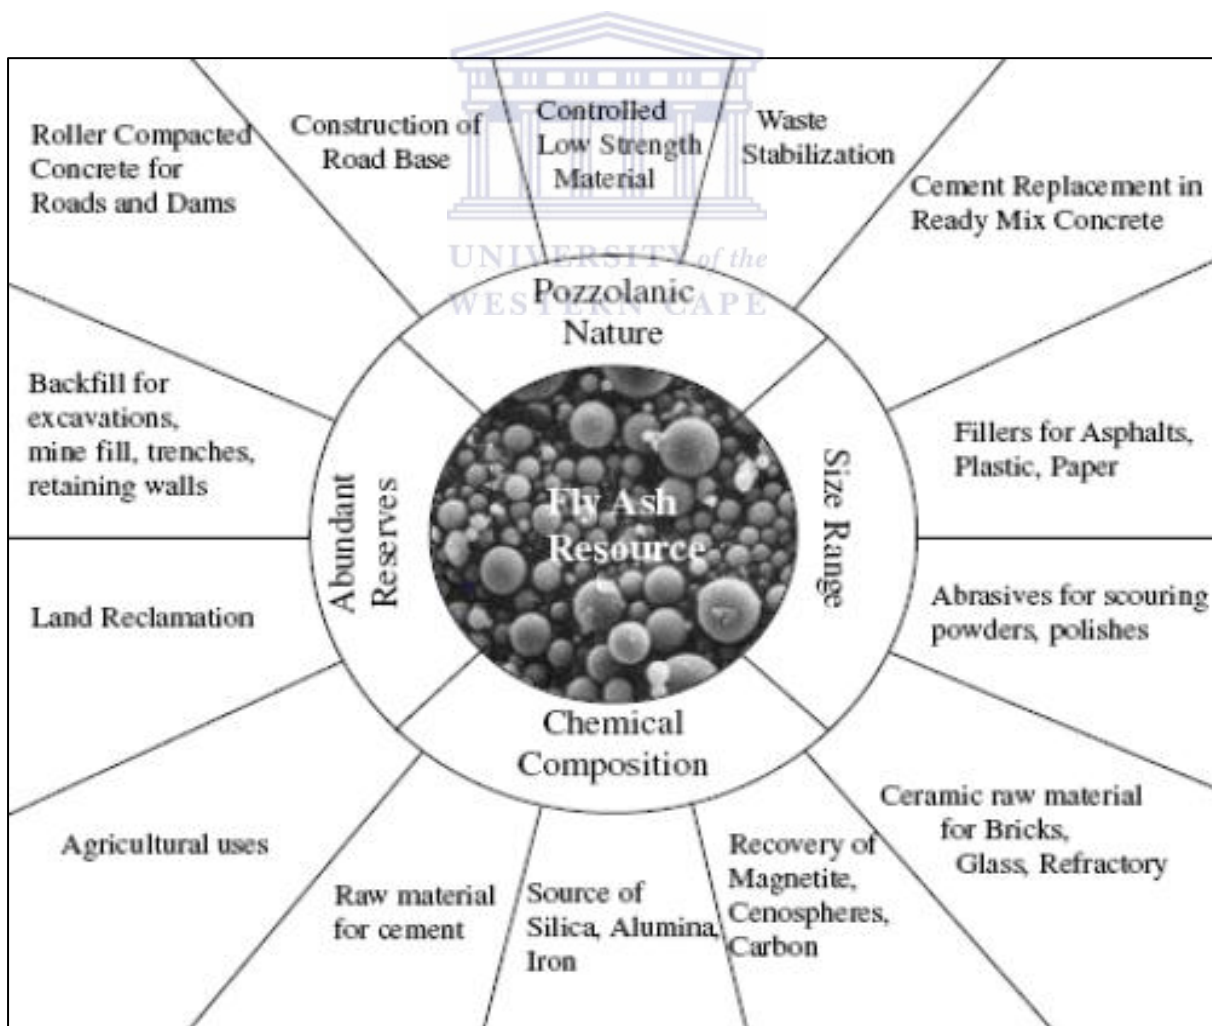 Roller Compacted
Concrete for
Roads and Dams
Construction of
Road Base
Controlled
Low Strength
Material
Waste
Stabilization
Cement Replacement in
Ready Mix Concrete
UNIVERSITY of the
WESTERN CAPE
Pozzolanic
Nature
Backfill for
excavations,
mine fill, trenches,
retaining walls
Fillers for Asphalts,
Plastic, Paper
Abundant
Reserves
Fly Ash
Resource
Size Range
Land Reclamation
Abrasives for scouring
powders, polishes
Chemical
Composition
Agricultural uses
Raw material
for cement
Source of
Silica, Alumina,
Iron
Recovery of
Magnetite,
Cenospheres,
Carbon
Ceramic raw material
for Bricks,
Glass, Refractory